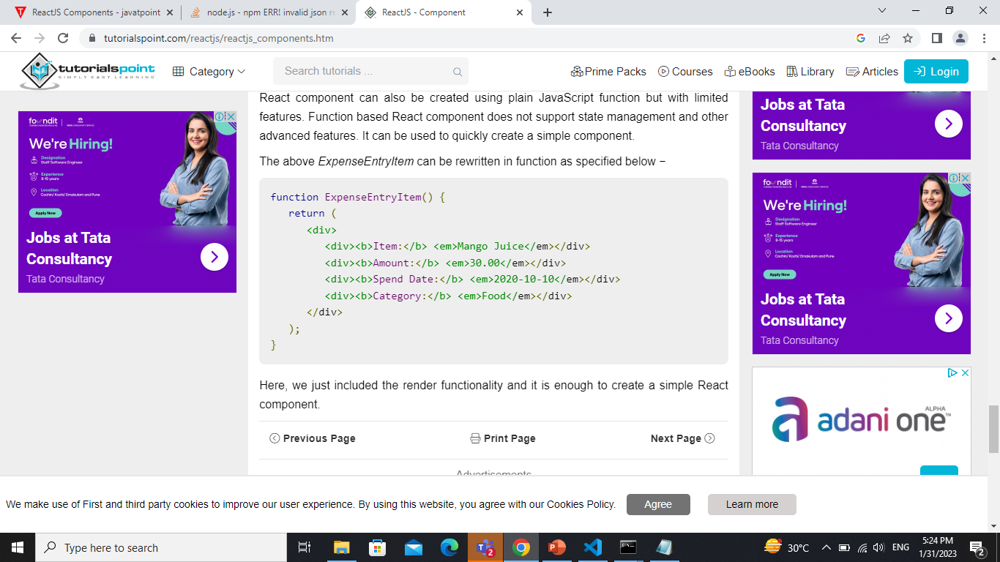 ReactJS Components - javatpoint
node.js - npm ERR! invalid json re
ReactJS - Component
tutorialspoint.com/reactjs/reactjs_components.htm
tutorialspoint
SIMPLY EASY LEARNING
Category
Search tutorials ...
Prime Packs
Courses
eBooks
Library
Articles
Login
React component can also be created using plain JavaScript function but with limited
features. Function based React component does not support state management and other
advanced features. It can be used to quickly create a simple component.
The above ExpenseEntryItem can be rewritten in function as specified below −
function ExpenseEntryItem() {
return (
<div>
<div><b>Item:</b> <em>Mango Juice</em></div>
<div><b>Amount:</b> <em>30.00</em></div>
<div><b>Spend Date:</b> <em>2020-10-10</em></div>
<div><b>Category:</b> <em>Food</em></div>
</div>
);
}
Here, we just included the render functionality and it is enough to create a simple React
component.
Previous Page
Print Page
Next Page
Advertisements
foundit
TATA CONSULTANCY SERVICES
We're Hiring!
Designation
Staff Software Engineer
Experience
8-15 years
Location
Cochin/ Kochi/ Ernakulam and Pune
Apply Now
Jobs at Tata
Consultancy
Tata Consultancy
Jobs at Tata
Consultancy
Tata Consultancy
foundit
TATA
We're Hiring!
Designation
Staff Software Engineer
Experience
8-15 years
Location
Cochin/ Kochi/ Ernakulam and Pune
Apply Now
Jobs at Tata
Consultancy
Tata Consultancy
adani one
ALPHA
TM
We make use of First and third party cookies to improve our user experience. By using this website, you agree with our Cookies Policy.
Agree
Learn more
Type here to search
2
30°C
ENG
5:24 PM
1/31/2023
2